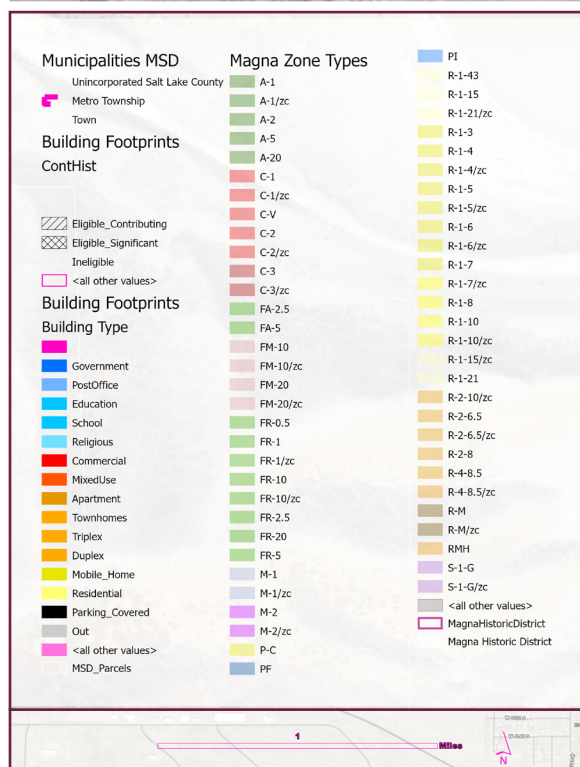 Municipalities MSD
Unincorporated Salt Lake County
Metro Township
Town
Building Footprints
ContHist
Eligible_Contributing
Eligible_Significant
Ineligible
<all other values>
Building Footprints
Building Type
Government
PostOffice
Education
School
Religious
Commercial
MixedUse
Apartment
Townhomes
Triplex
Duplex
Mobile_Home
Residential
Parking_Covered
Out
<all other values>
MSD_Parcels
Magna Zone Types
A-1
A-1/zc
A-2
A-5
A-20
C-1
C-1/zc
C-V
C-2
C-2/zc
C-3
C-3/zc
FA-2.5
FA-5
FM-10
FM-10/zc
FM-20
FM-20/zc
FR-0.5
FR-1
FR-1/zc
FR-10
FR-10/zc
FR-2.5
FR-20
FR-5
M-1
M-1/zc
M-2
M-2/zc
P-C
PF
PI
R-1-43
R-1-15
R-1-21/zc
R-1-3
R-1-4
R-1-4/zc
R-1-5
R-1-5/zc
R-1-6
R-1-6/zc
R-1-7
R-1-7/zc
R-1-8
R-1-10
R-1-10/zc
R-1-15/zc
R-1-21
R-2-10/zc
R-2-6.5
R-2-6.5/zc
R-2-8
R-4-8.5
R-4-8.5/zc
R-M
R-M/zc
RMH
S-1-G
S-1-G/zc
<all other values>
MagnaHistoricDistrict
Magna Historic District
1
Miles
N